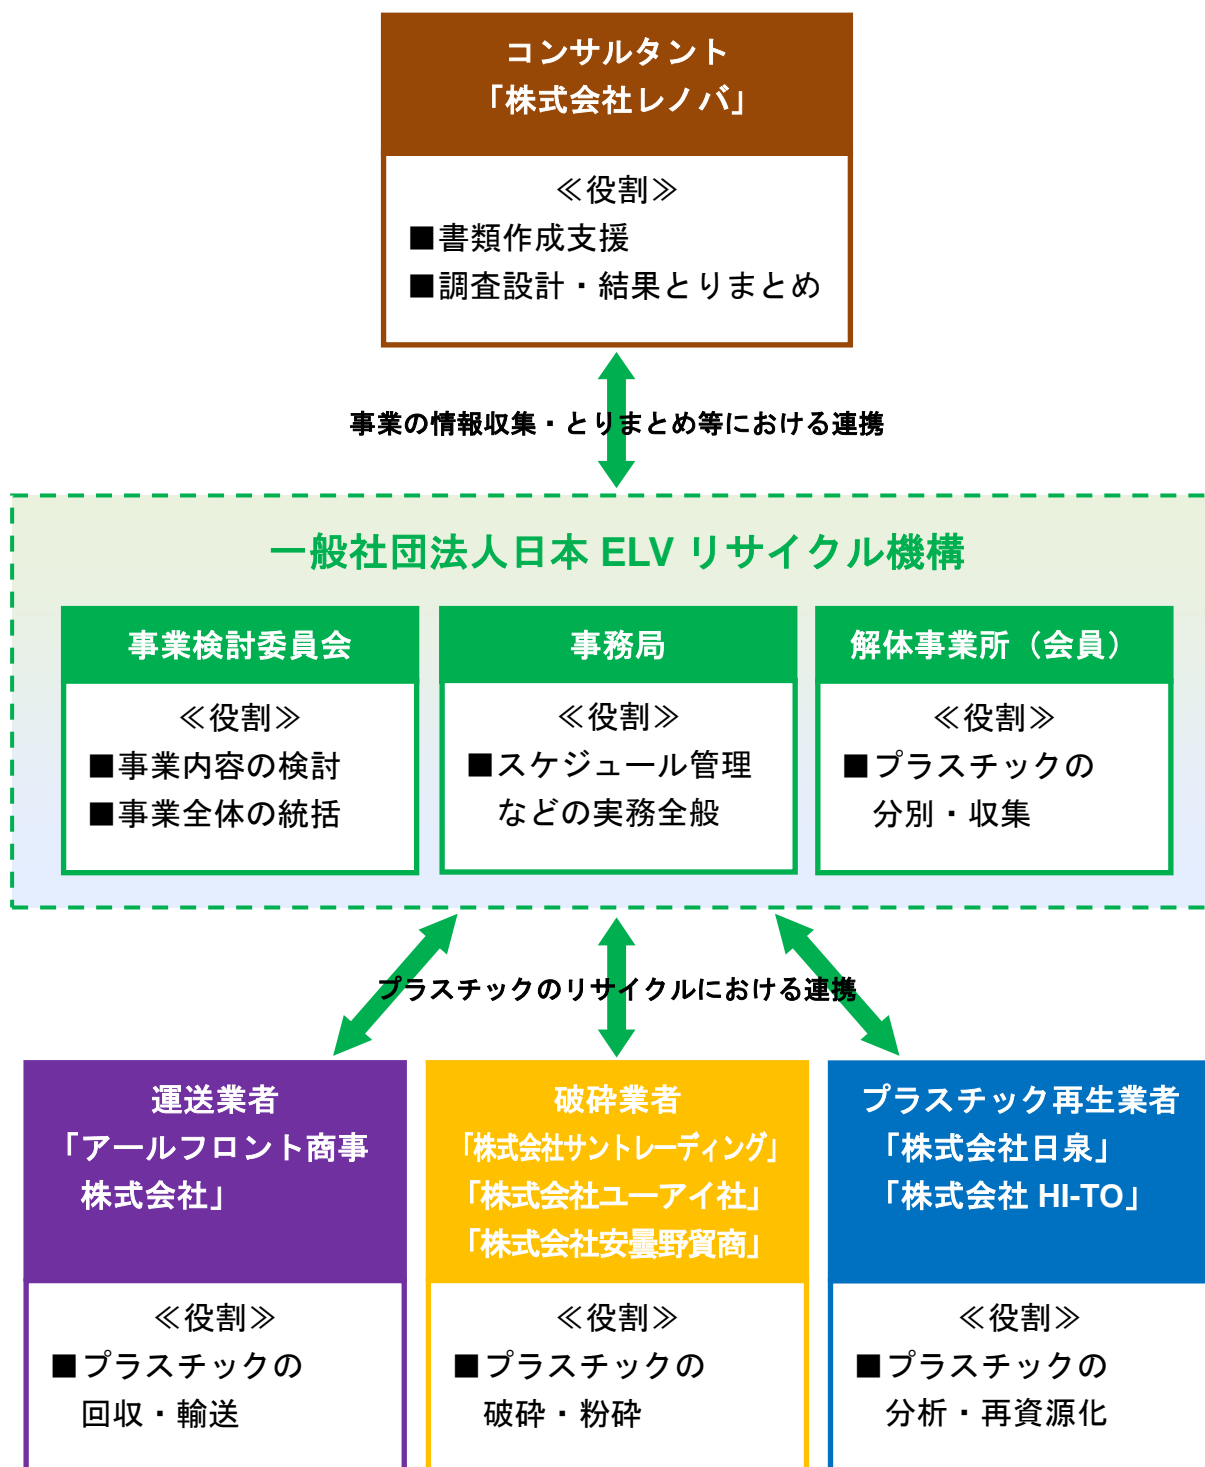 コンサルタント
「株式会社レノバ」
≪役割≫
■書類作成支援
■調査設計・結果とりまとめ
事業の情報収集・とりまとめ等における連携
一般社団法人日本 ELV リサイクル機構
事業検討委員会
≪役割≫
■事業内容の検討
■事業全体の統括
事務局
≪役割≫
■スケジュール管理
などの実務全般
解体事業所（会員）
≪役割≫
■プラスチックの
分別・収集
プラスチックのリサイクルにおける連携
運送業者
「アールフロント商事
株式会社」
≪役割≫
■プラスチックの
回収・輸送
破砕業者
「株式会社サントレーディング」
「株式会社ユーアイ社」
「株式会社安曇野貿商」
≪役割≫
■プラスチックの
破砕・粉砕
プラスチック再生業者
「株式会社日泉」
「株式会社 HI-TO」
≪役割≫
■プラスチックの
分析・再資源化